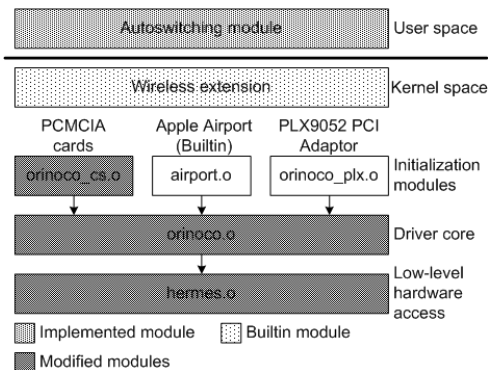 Autoswitching module
User space
Wireless extension
Kernel space
PCMCIA
cards
Apple Airport
(Builtin)
PLX9052 PCI
Adaptor
orinoco_cs.o
airport.o
orinoco_plx.o
Initialization
modules
orinoco.o
Driver core
hermes.o
Low-level
hardware
access
Implemented module
Builtin module
Modified modules